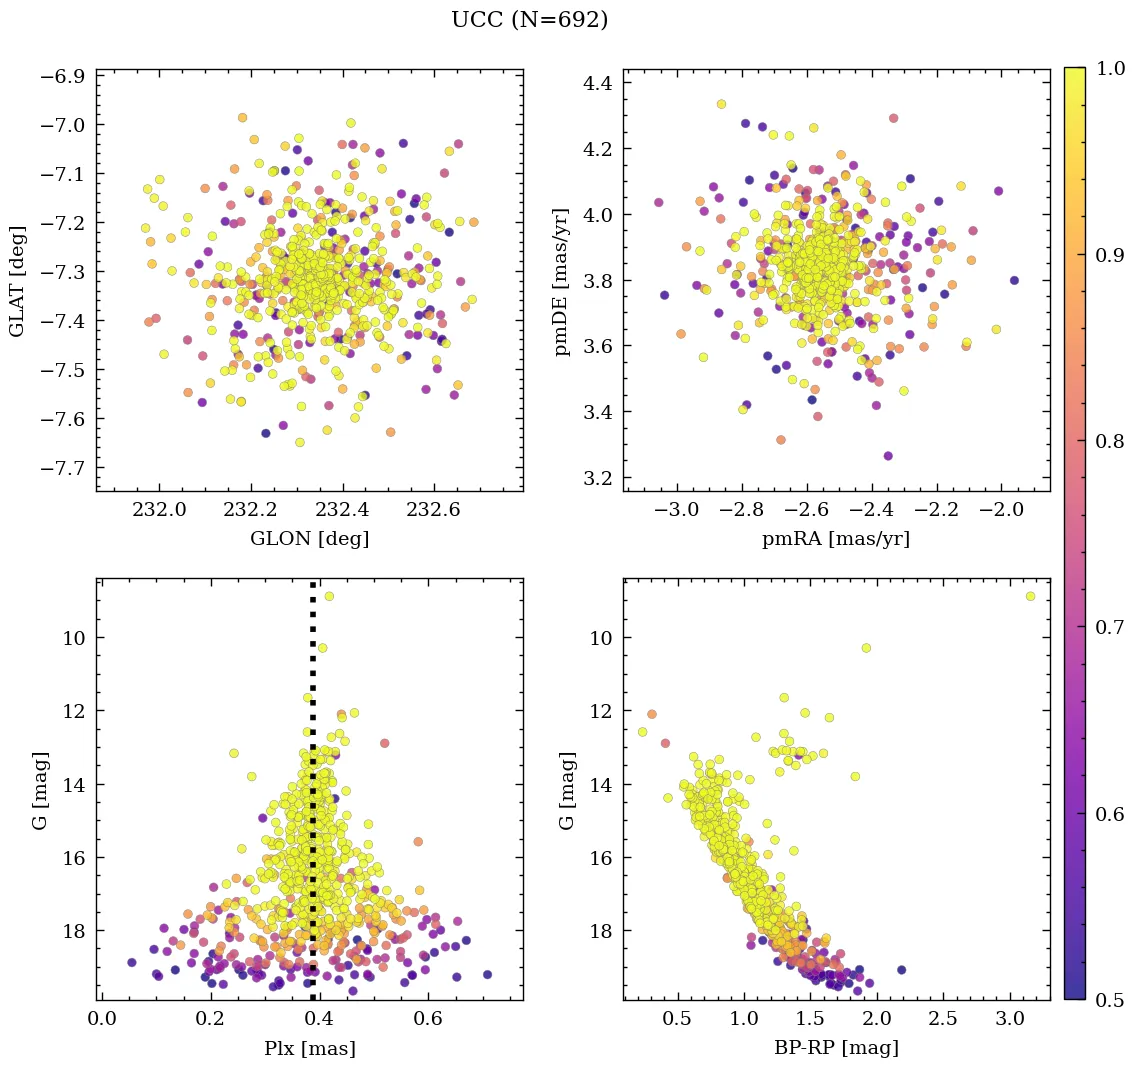 UCC (N=692)
−6.9
−7.0
−7.1
−7.2
−7.3
−7.4
−7.5
−7.6
−7.7
GLAT [deg]
232.0 232.2 232.4 232.6
GLON [deg]
4.4
4.2
4.0
3.8
3.6
3.4
3.2
pmDE [mas/yr]
−3.0 −2.8 −2.6 −2.4 −2.2 −2.0
pmRA [mas/yr]
10
12
14
16
18
G [mag]
0.0 0.2 0.4 0.6
Plx [mas]
10
12
14
16
18
G [mag]
0.5 1.0 1.5 2.0 2.5 3.0
BP-RP [mag]
1.0
0.9
0.8
0.7
0.6
0.5